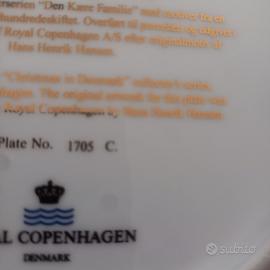 serien "Den Kære Familie" med motiver fra en
hundredeskiftet. Overført til porcelæn og udgivet
f Royal Copenhagen A/S efter originalmotiv af
Hans Henrik Hansen.
"Christmas in Denmark" collector's series,
hagen. The original artwork for this plate was
Royal Copenhagen by Hans Henrik Hansen.
Plate No. 1705 C.
AL COPENHAGEN
DENMARK
subito